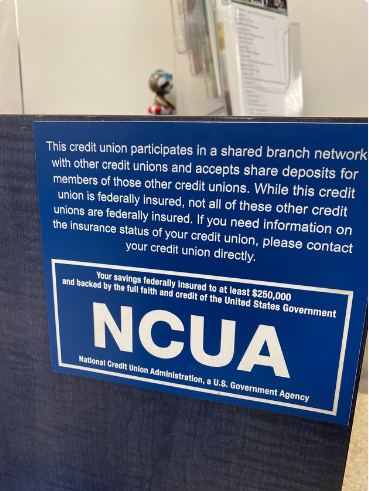 This credit union participates in a shared branch network
with other credit unions and accepts share deposits for
members of those other credit unions. While this credit
union is federally insured, not all of these other credit
unions are federally insured. If you need information on
the insurance status of your credit union, please contact
your credit union directly.
Your savings federally insured to at least $250,000
and backed by the full faith and credit of the United States Government
NCUA
National Credit Union Administration, a U.S. Government Agency